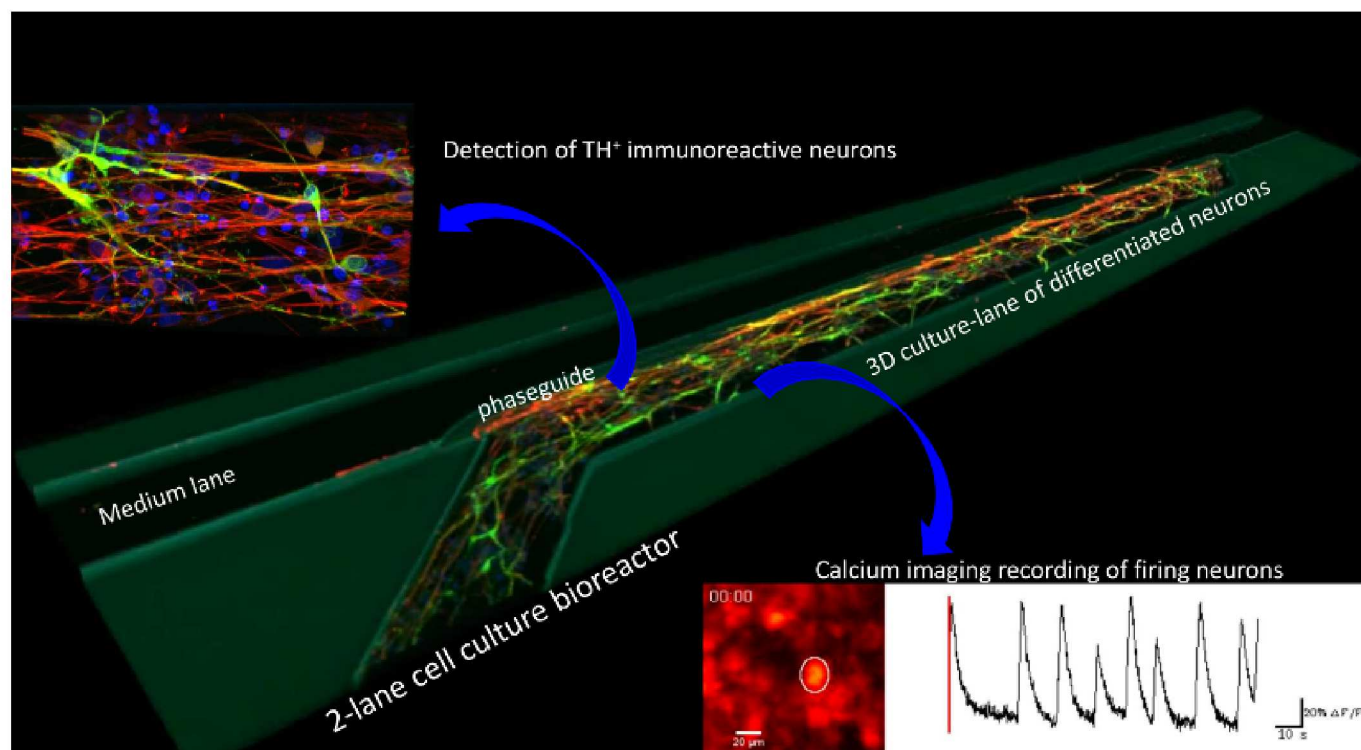 Detection of TH⁺ immunoreactive neurons
phaseguide
3D culture-lane of differentiated neurons
Medium lane
2-lane cell culture bioreactor
Calcium imaging recording of firing neurons
00:00
20 µm
20% ΔF/F
10 s